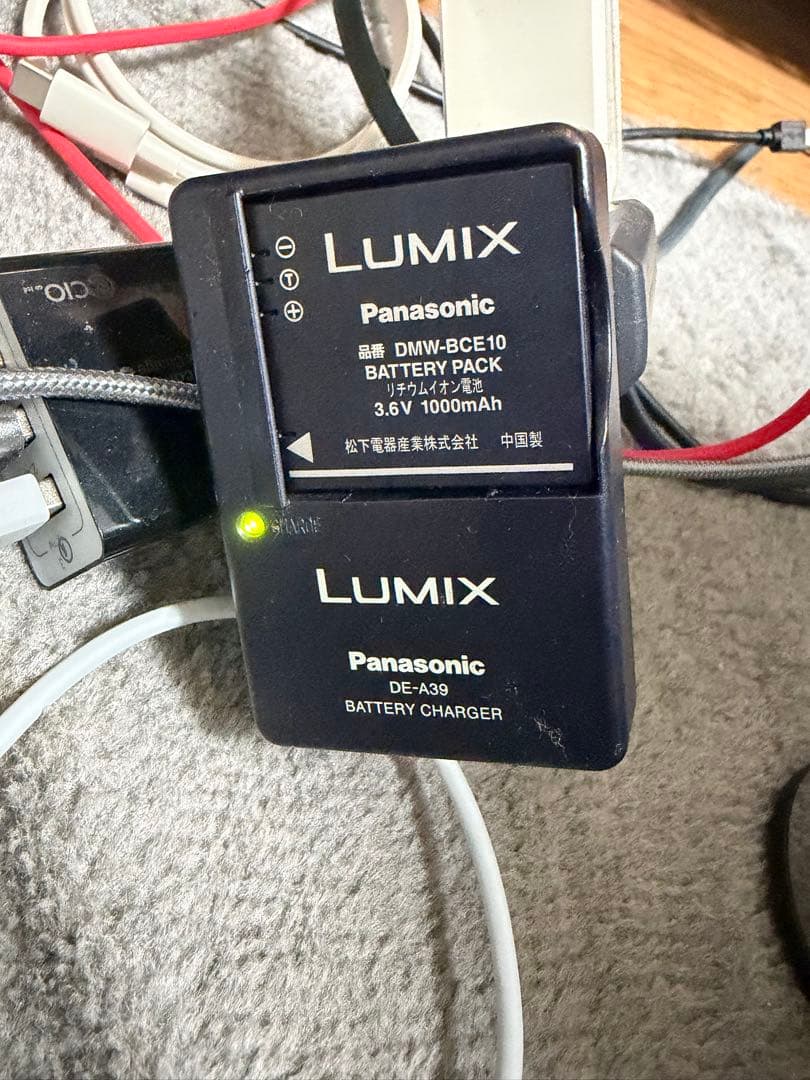 CIO
⊖
LUMIX
Ⓣ
⊕
Panasonic
品番 DMW-BCE10
BATTERY PACK
リチウムイオン電池
3.6V 1000mAh
松下電器産業株式会社 中国製
CHARGE
LUMIX
Panasonic
DE-A39
BATTERY CHARGER